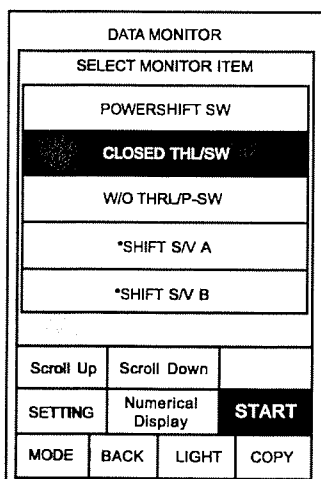 DATA MONITOR
SELECT MONITOR ITEM
POWERSHIFT SW
CLOSED THL/SW
W/O THRL/P-SW
*SHIFT S/V A
*SHIFT S/V B
Scroll Up Scroll Down
SETTING Numerical Display START
MODE BACK LIGHT COPY